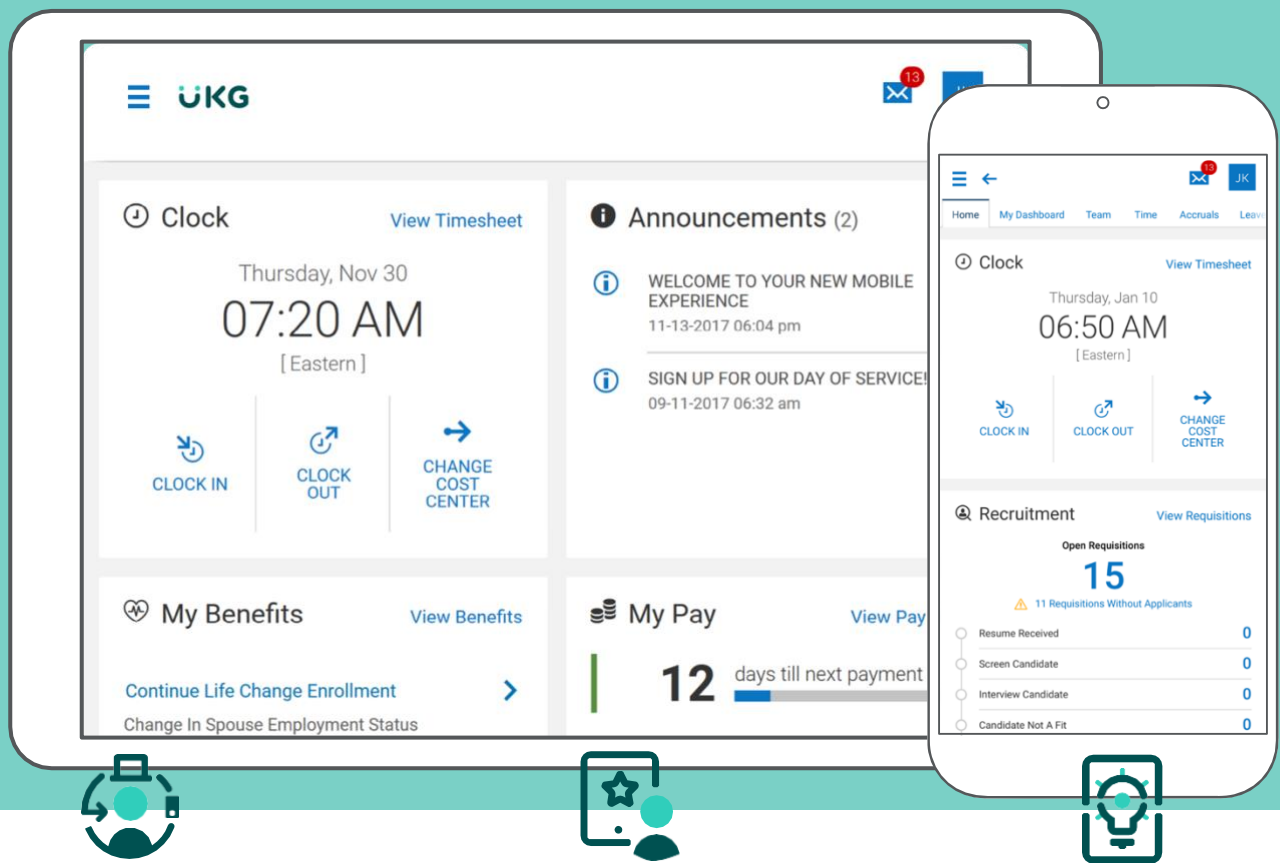 UKG
13
Clock
View Timesheet
Thursday, Nov 30
07:20 AM
[ Eastern ]
CLOCK IN
CLOCK
OUT
CHANGE
COST
CENTER
Announcements (2)
WELCOME TO YOUR NEW MOBILE
EXPERIENCE
11-13-2017 06:04 pm
SIGN UP FOR OUR DAY OF SERVICE!
09-11-2017 06:32 am
My Benefits
View Benefits
Continue Life Change Enrollment
Change In Spouse Employment Status
My Pay
View Pay
12
days till next payment
13
JK
Home
My Dashboard
Team
Time
Accruals
Leav
Clock
View Timesheet
Thursday, Jan 10
06:50 AM
[ Eastern ]
CLOCK IN
CLOCK OUT
CHANGE
COST
CENTER
Recruitment
View Requisitions
Open Requisitions
15
11 Requisitions Without Applicants
Resume Received 0
Screen Candidate 0
Interview Candidate 0
Candidate Not A Fit 0